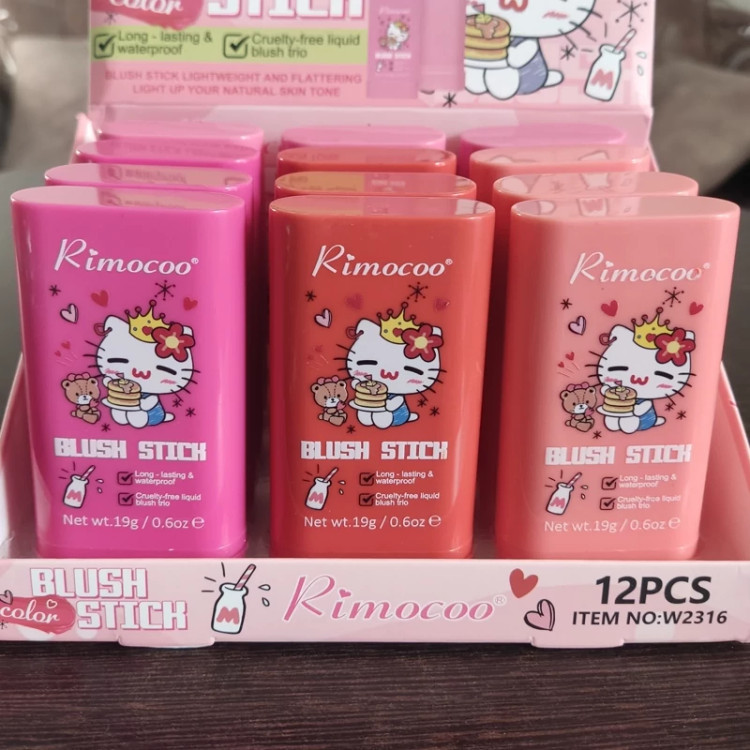 color STICK
Long - lasting &
waterproof
Cruelty-free liquid
blush trio
BLUSH STICK LIGHTWEIGHT AND FLATTERING
LIGHT UP YOUR NATURAL SKIN TONE
Rimocoo®
BLUSH STICK
Long - lasting &
waterproof
Cruelty-free liquid
blush trio
M
Net wt.19g / 0.6oz ℮
Rimocoo®
BLUSH STICK
Long - lasting &
waterproof
Cruelty-free liquid
blush trio
M
Net wt.19g / 0.6oz ℮
Rimocoo®
BLUSH STICK
Long - lasting &
waterproof
Cruelty-free liquid
blush trio
M
Net wt.19g / 0.6oz ℮
BLUSH
color STICK
M
Rimocoo®
12PCS
ITEM NO:W2316